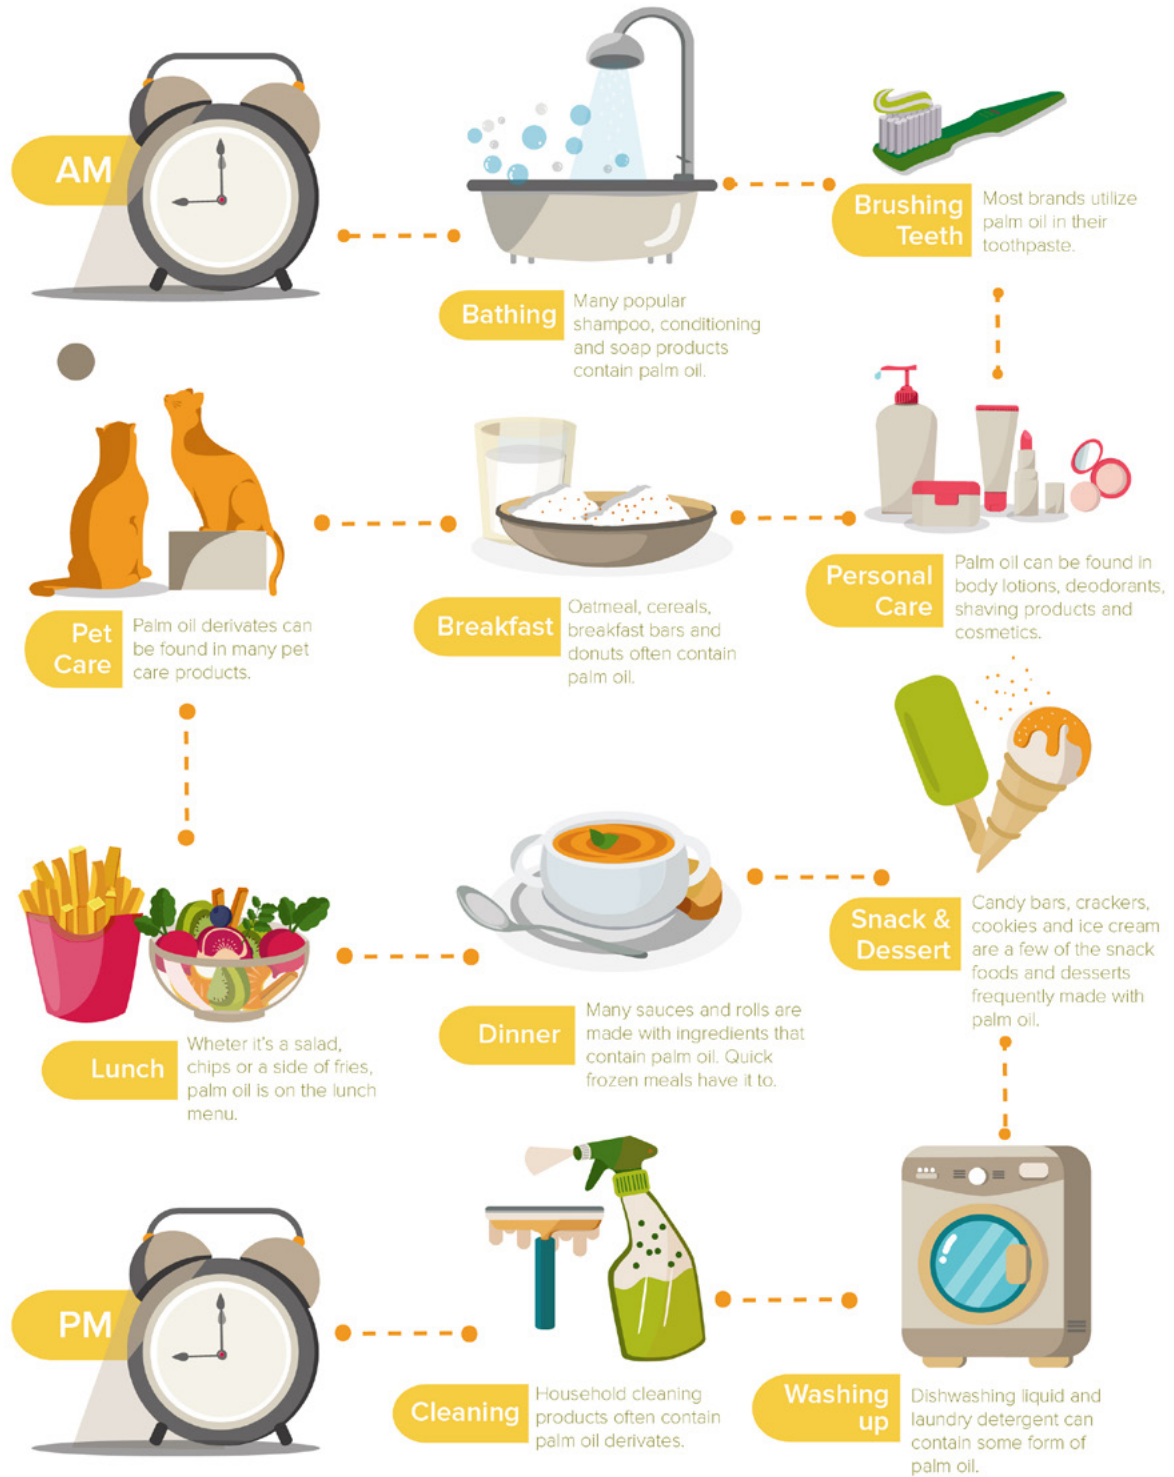 AM
Bathing
Many popular
shampoo, conditioning
and soap products
contain palm oil.
Brushing
Teeth
Most brands utilize
palm oil in their
toothpaste.
Personal
Care
Palm oil can be found in
body lotions, deodorants,
shaving products and
cosmetics.
Breakfast
Oatmeal, cereals,
breakfast bars and
donuts often contain
palm oil.
Pet
Care
Palm oil derivates can
be found in many pet
care products.
Lunch
Wheter it's a salad,
chips or a side of fries,
palm oil is on the lunch
menu.
Dinner
Many sauces and rolls are
made with ingredients that
contain palm oil. Quick
frozen meals have it to.
Snack &
Dessert
Candy bars, crackers,
cookies and ice cream
are a few of the snack
foods and desserts
frequently made with
palm oil.
Washing
up
Dishwashing liquid and
laundry detergent can
contain some form of
palm oil.
Cleaning
Household cleaning
products often contain
palm oil derivates.
PM